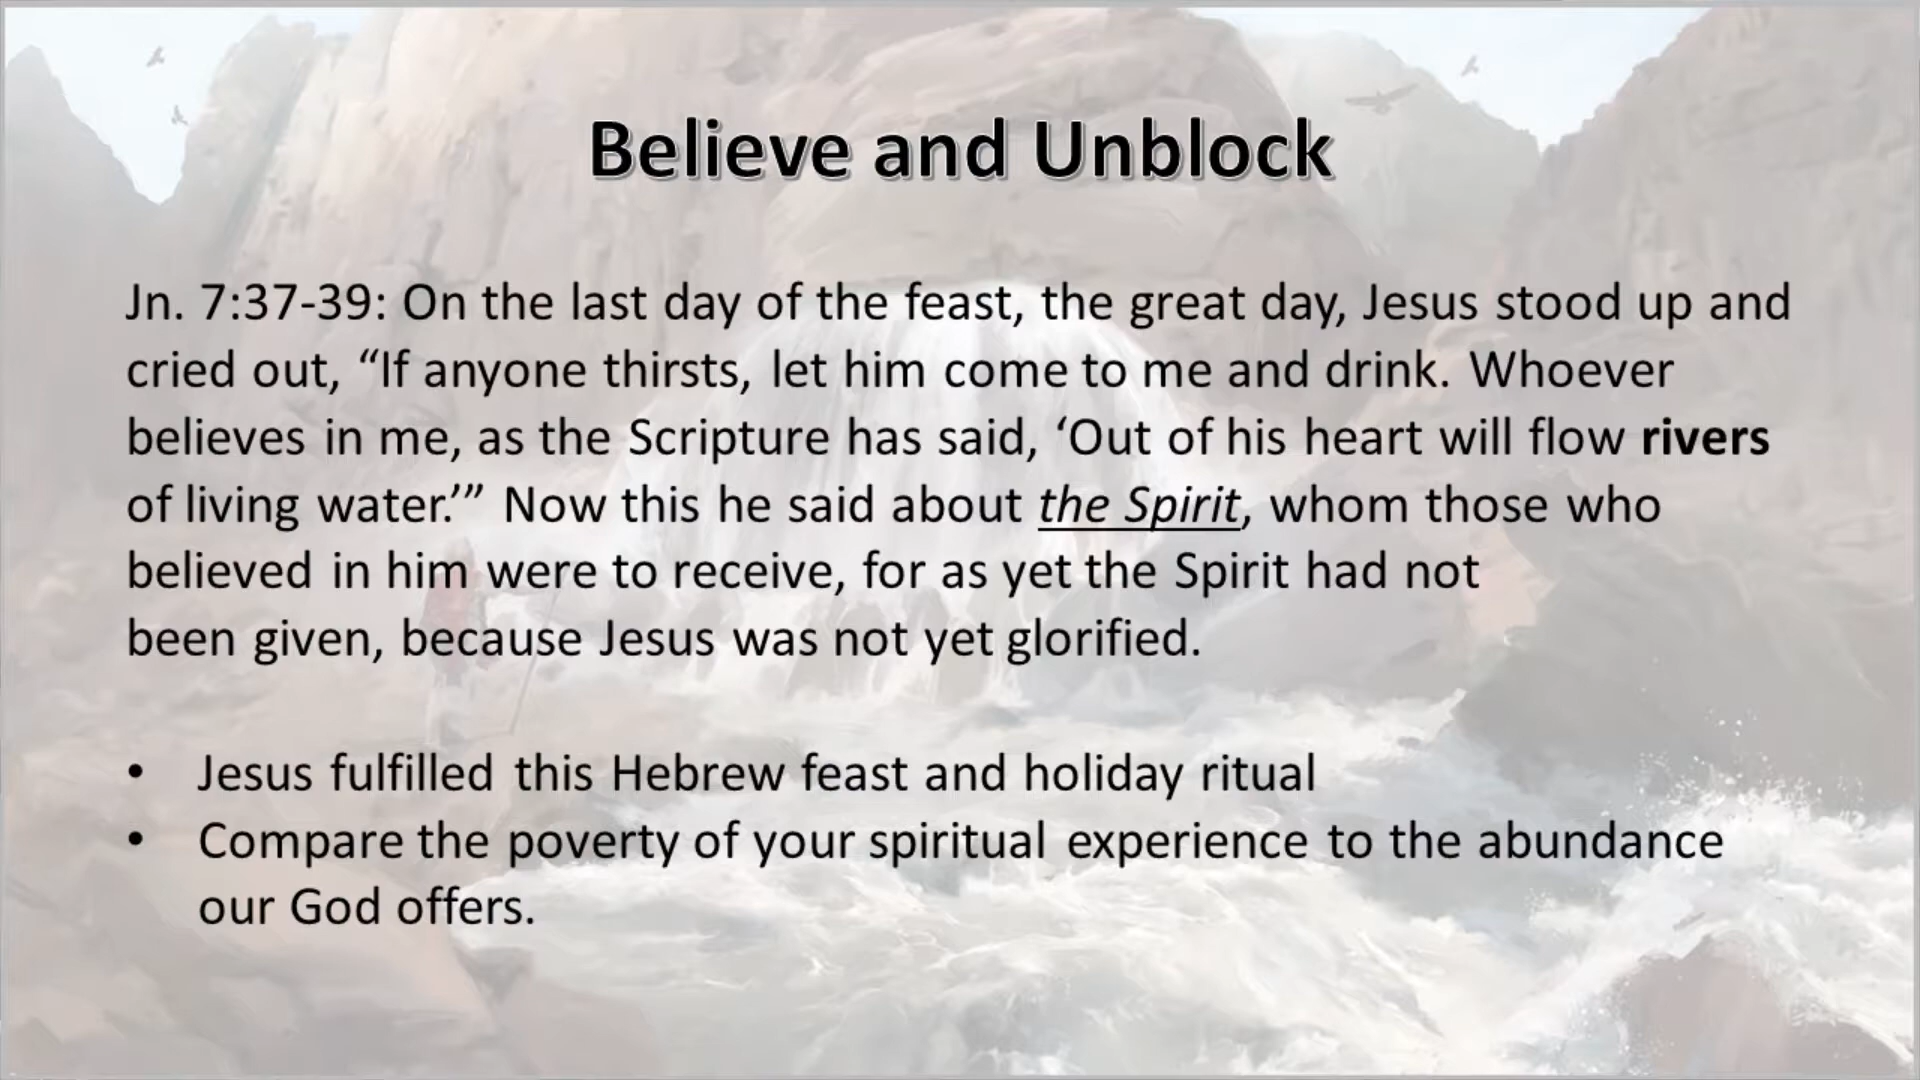 Believe and Unblock
Jn. 7:37-39: On the last day of the feast, the great day, Jesus stood up and
cried out, “If anyone thirsts, let him come to me and drink. Whoever
believes in me, as the Scripture has said, ‘Out of his heart will flow rivers
of living water.’” Now this he said about the Spirit, whom those who
believed in him were to receive, for as yet the Spirit had not
been given, because Jesus was not yet glorified.
• Jesus fulfilled this Hebrew feast and holiday ritual
• Compare the poverty of your spiritual experience to the abundance
our God offers.